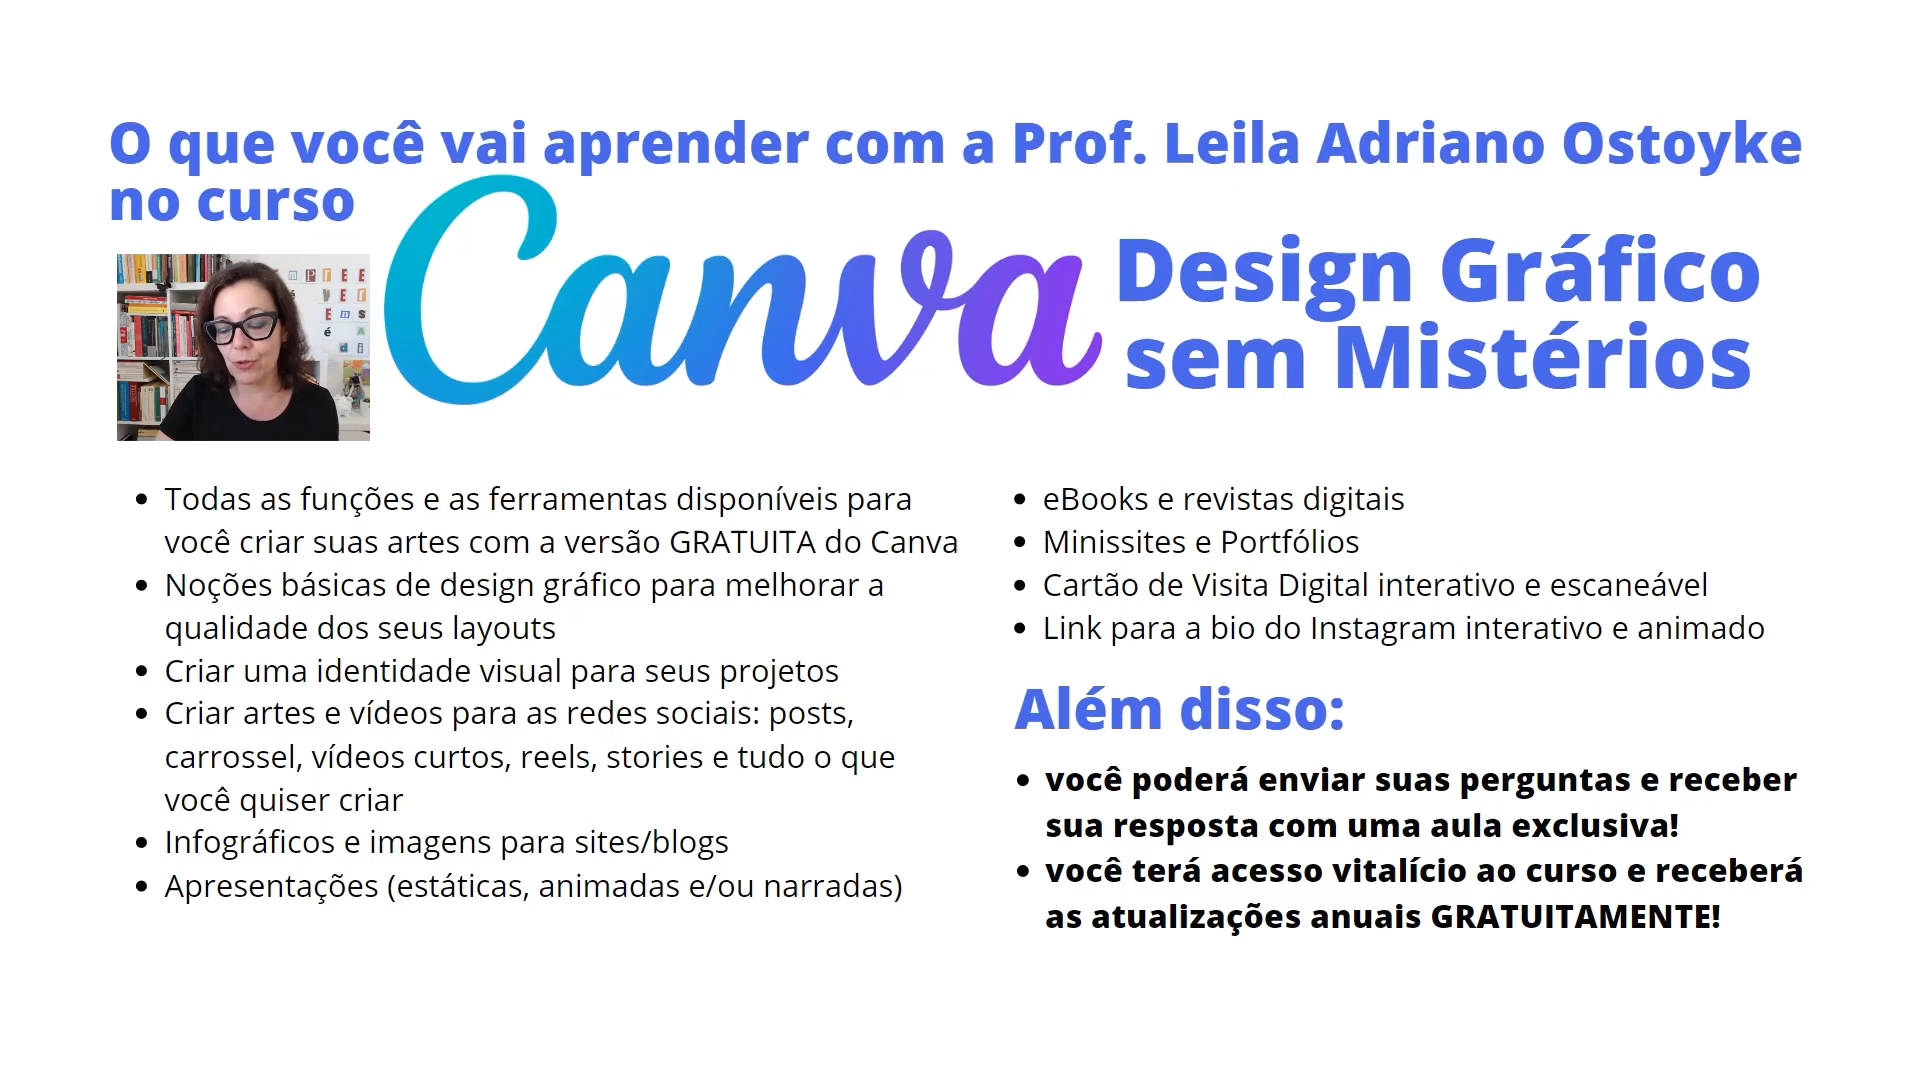 O que você vai aprender com a Prof. Leila Adriano Ostoyke
no curso
Canva
Design Gráfico
sem Mistérios
• Todas as funções e as ferramentas disponíveis para
você criar suas artes com a versão GRATUITA do Canva
• Noções básicas de design gráfico para melhorar a
qualidade dos seus layouts
• Criar uma identidade visual para seus projetos
• Criar artes e vídeos para as redes sociais: posts,
carrossel, vídeos curtos, reels, stories e tudo o que
você quiser criar
• Infográficos e imagens para sites/blogs
• Apresentações (estáticas, animadas e/ou narradas)
• eBooks e revistas digitais
• Minissites e Portfólios
• Cartão de Visita Digital interativo e escaneável
• Link para a bio do Instagram interativo e animado
Além disso:
• você poderá enviar suas perguntas e receber
sua resposta com uma aula exclusiva!
• você terá acesso vitalício ao curso e receberá
as atualizações anuais GRATUITAMENTE!